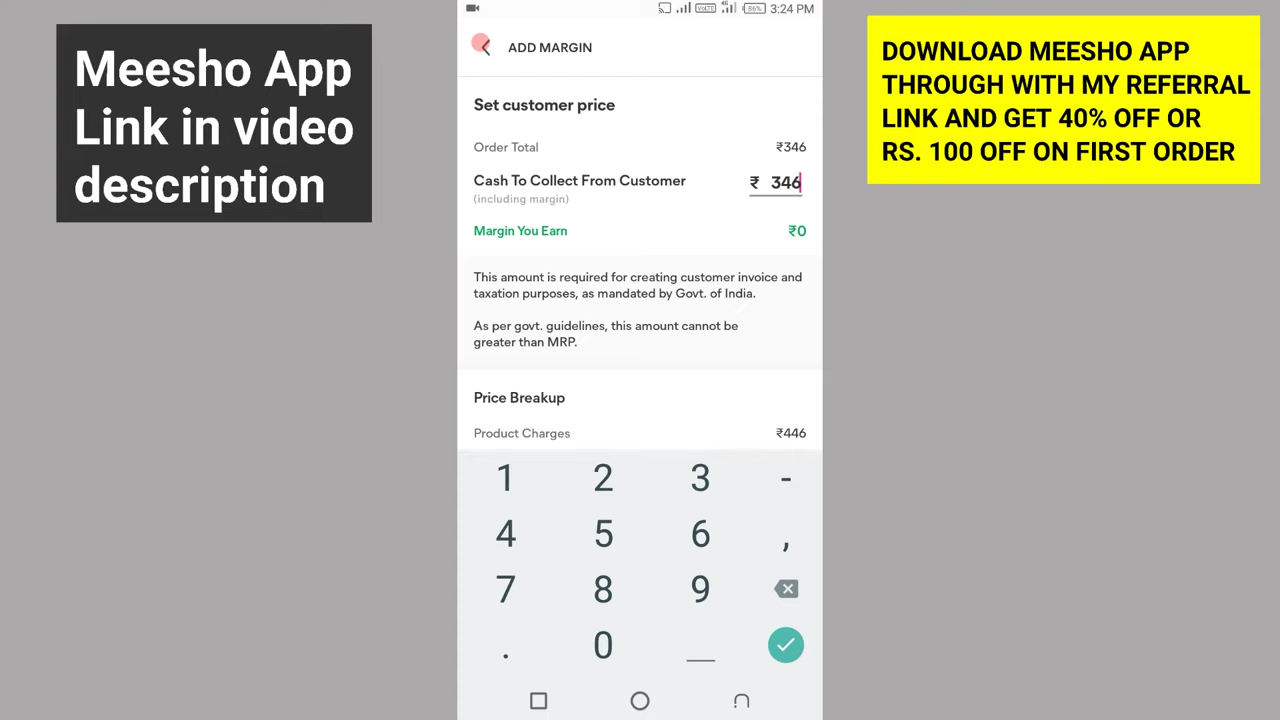 Meesho App
Link in video
description
VoLTE 4G 86% 3:24 PM
ADD MARGIN
Set customer price
Order Total ₹346
Cash To Collect From Customer ₹ 346
(including margin)
Margin You Earn ₹0
This amount is required for creating customer invoice and
taxation purposes, as mandated by Govt. of India.
As per govt. guidelines, this amount cannot be
greater than MRP.
Price Breakup
Product Charges ₹446
1 2 3 -
4 5 6 ,
7 8 9
. 0 _
DOWNLOAD MEESHO APP
THROUGH WITH MY REFERRAL
LINK AND GET 40% OFF OR
RS. 100 OFF ON FIRST ORDER